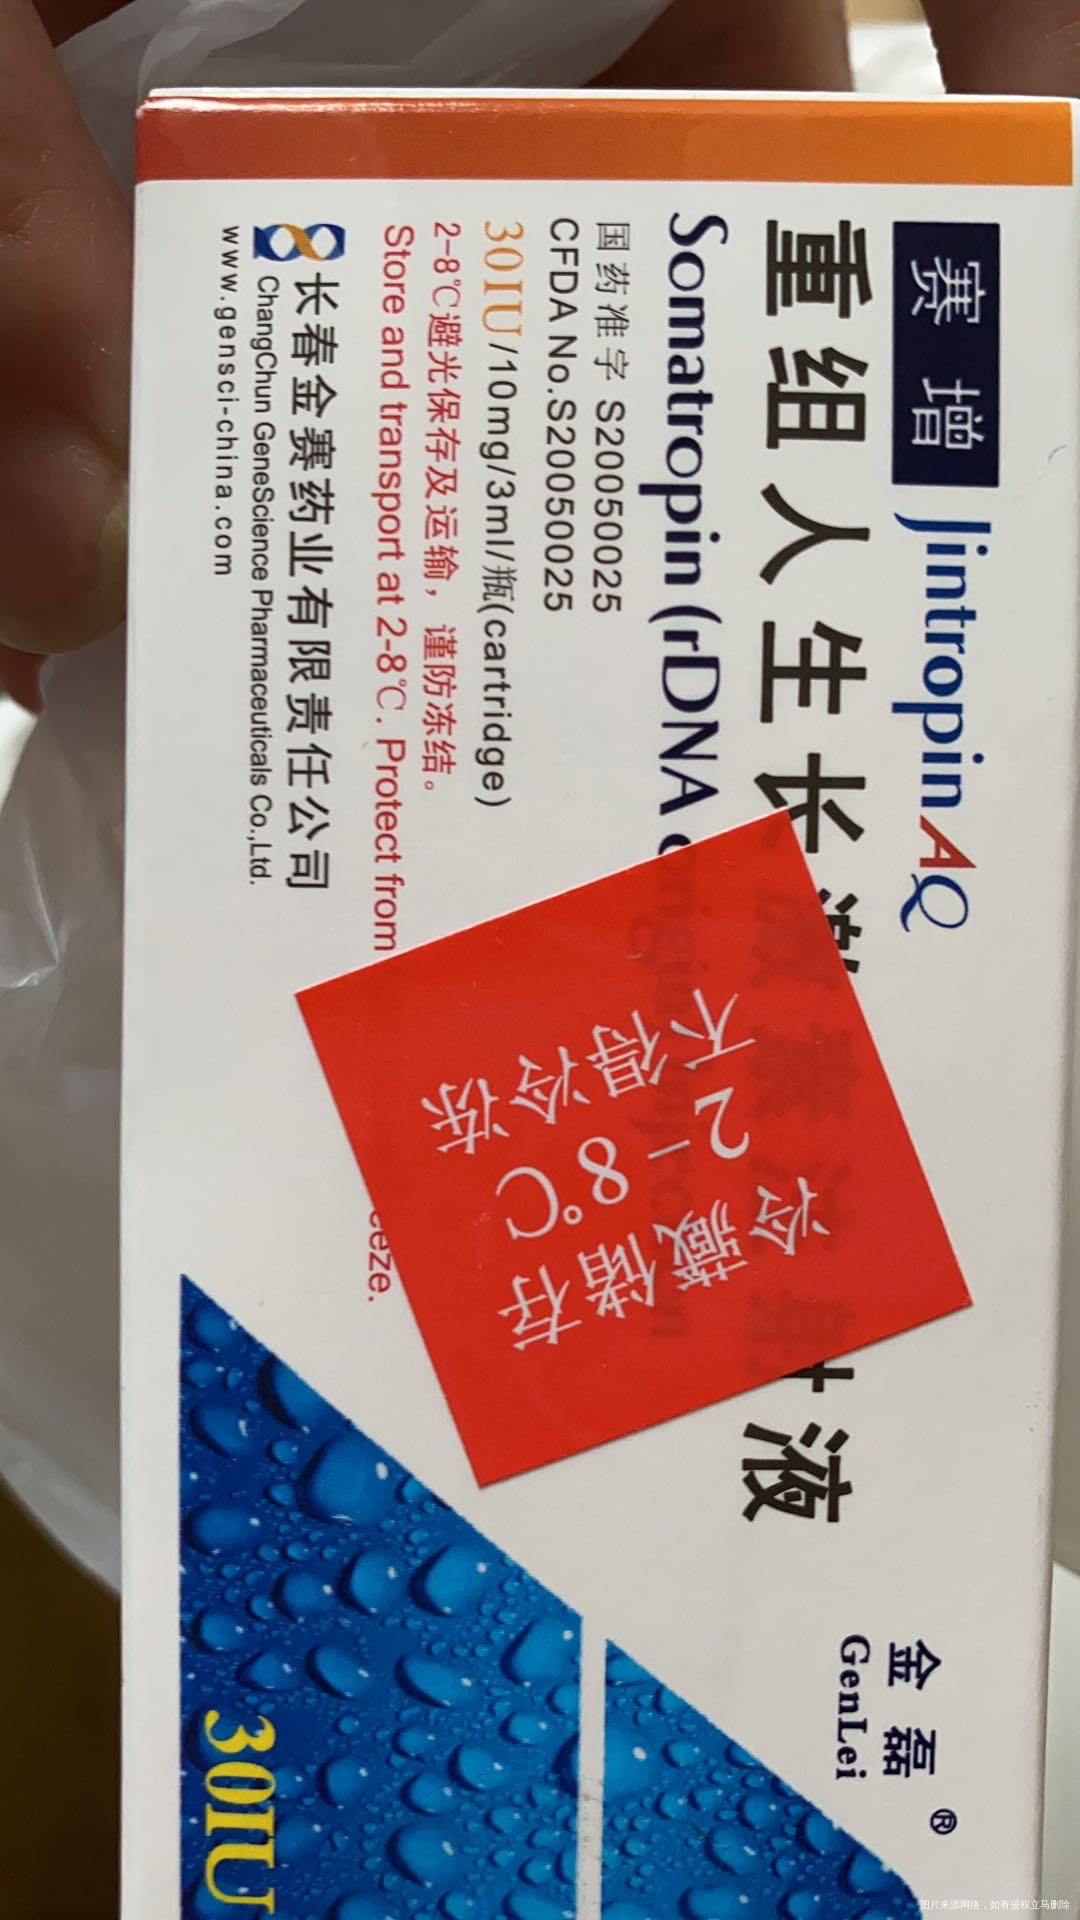 赛增 Jintropin AQ
重组人生长激素注射液
Somatropin (rDNA origin) injection
国药准字 S20050025
CFDA No.S20050025
30IU/10mg/3ml/瓶(cartridge)
2-8℃避光保存及运输，谨防冻结。
Store and transport at 2-8℃. Protect from
eeze.
长春金赛药业有限责任公司
ChangChun GeneScience Pharmaceuticals Co.,Ltd.
www.gensci-china.com
冷藏储存
2-8℃
不得冷冻
金磊®
GenLei
30IU
图片来源网络，如有侵权立马删除